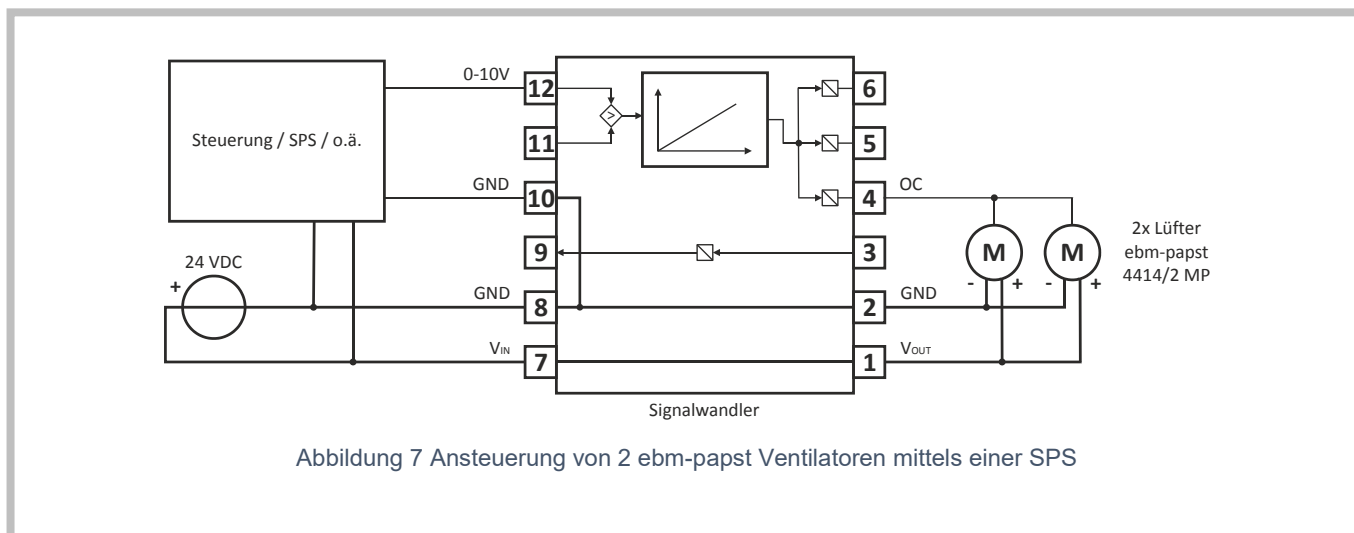 0-10V
12
6
>
Steuerung / SPS / o.ä.
11
5
GND
10
4
OC
2x Lüfter
ebm-papst
4414/2 MP
M
M
9
3
24 VDC
+
- + - +
GND
8
2
GND
VIN
7
1
VOUT
Signalwandler
Abbildung 7 Ansteuerung von 2 ebm-papst Ventilatoren mittels einer SPS